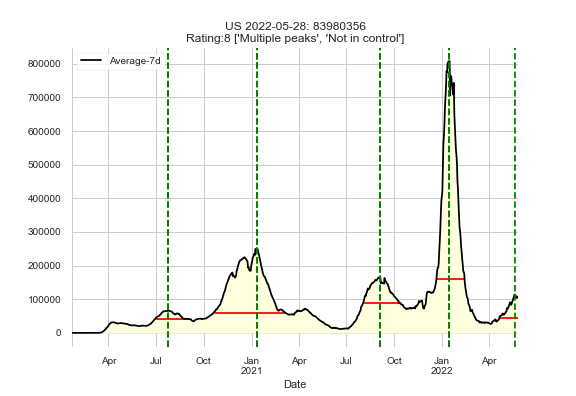 US 2022-05-28: 83980356
Rating:8 ['Multiple peaks', 'Not in control']
Average-7d
800000
700000
600000
500000
400000
300000
200000
100000
0
Apr Jul Oct Jan Apr Jul Oct Jan Apr
2021 2022
Date